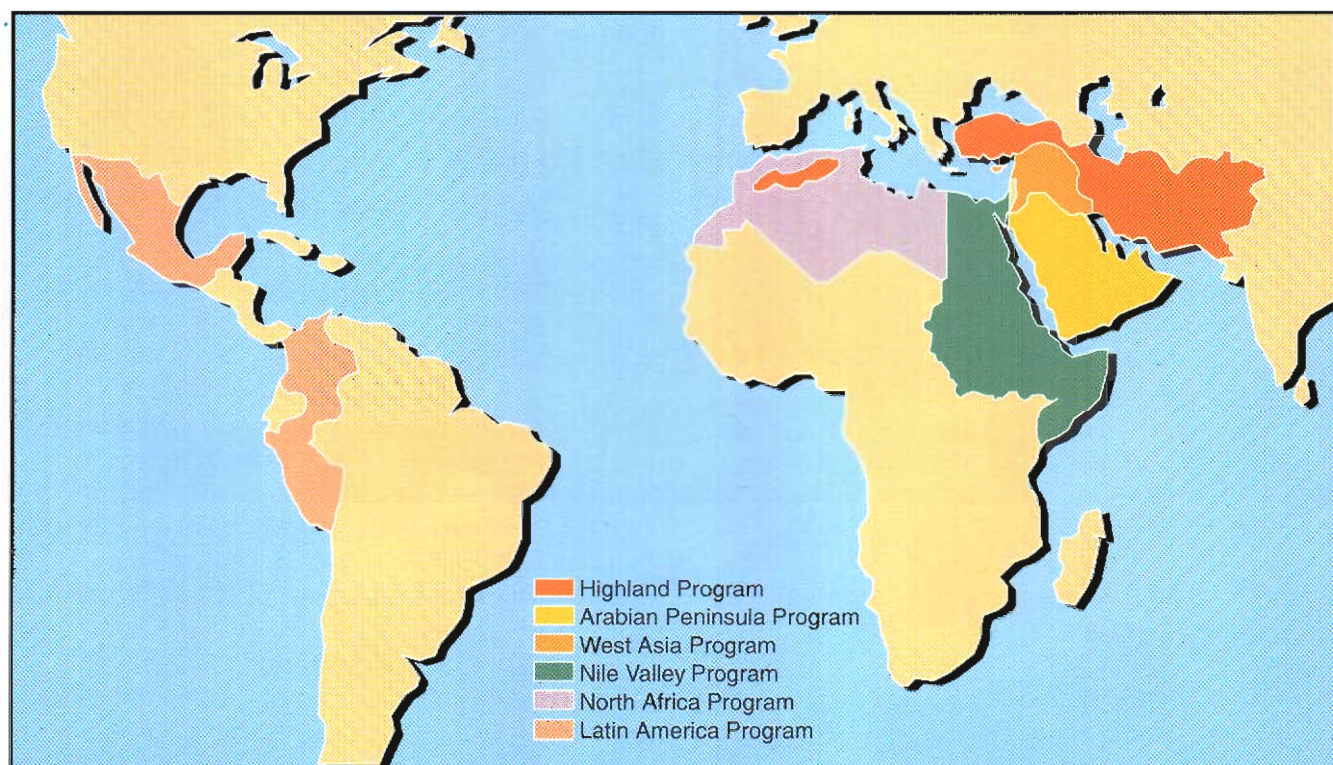 Highland Program
Arabian Peninsula Program
West Asia Program
Nile Valley Program
North Africa Program
Latin America Program